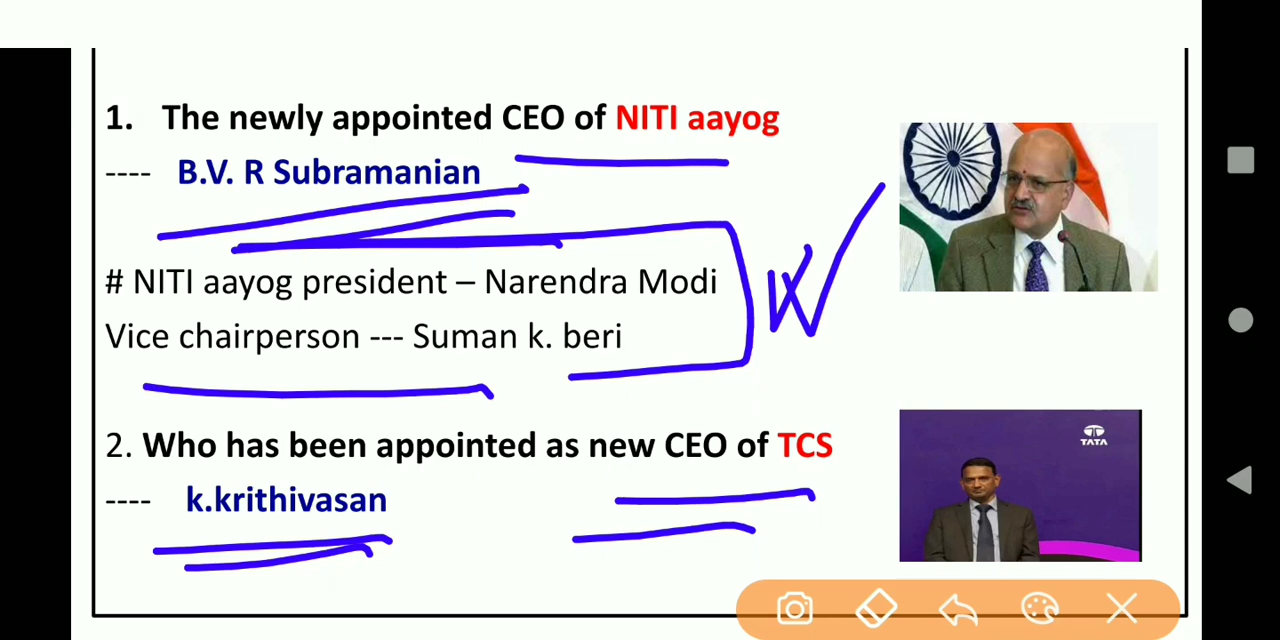 1. The newly appointed CEO of NITI aayog
---- B.V. R Subramanian
# NITI aayog president – Narendra Modi
Vice chairperson --- Suman k. beri
2. Who has been appointed as new CEO of TCS
---- k.krithivasan
TATA